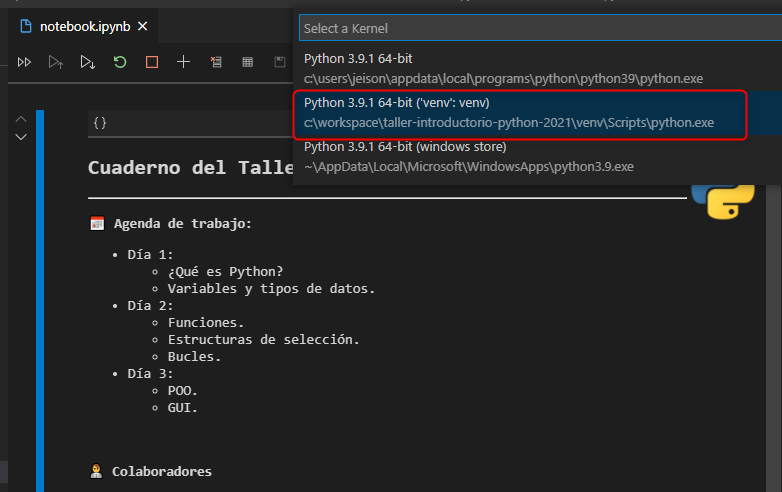 notebook.ipynb
Select a Kernel
Python 3.9.1 64-bit
c:\users\jeison\appdata\local\programs\python\python39\python.exe
Python 3.9.1 64-bit ('venv': venv)
c:\workspace\taller-introductorio-python-2021\venv\Scripts\python.exe
Python 3.9.1 64-bit (windows store)
~\AppData\Local\Microsoft\WindowsApps\python3.9.exe
{}
Cuaderno del Talle
Agenda de trabajo:
• Día 1:
◦ ¿Qué es Python?
◦ Variables y tipos de datos.
• Día 2:
◦ Funciones.
◦ Estructuras de selección.
◦ Bucles.
• Día 3:
◦ POO.
◦ GUI.
Colaboradores